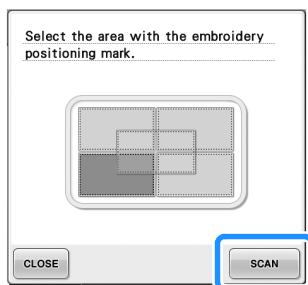 Select the area with the embroidery
positioning mark.
CLOSE
SCAN